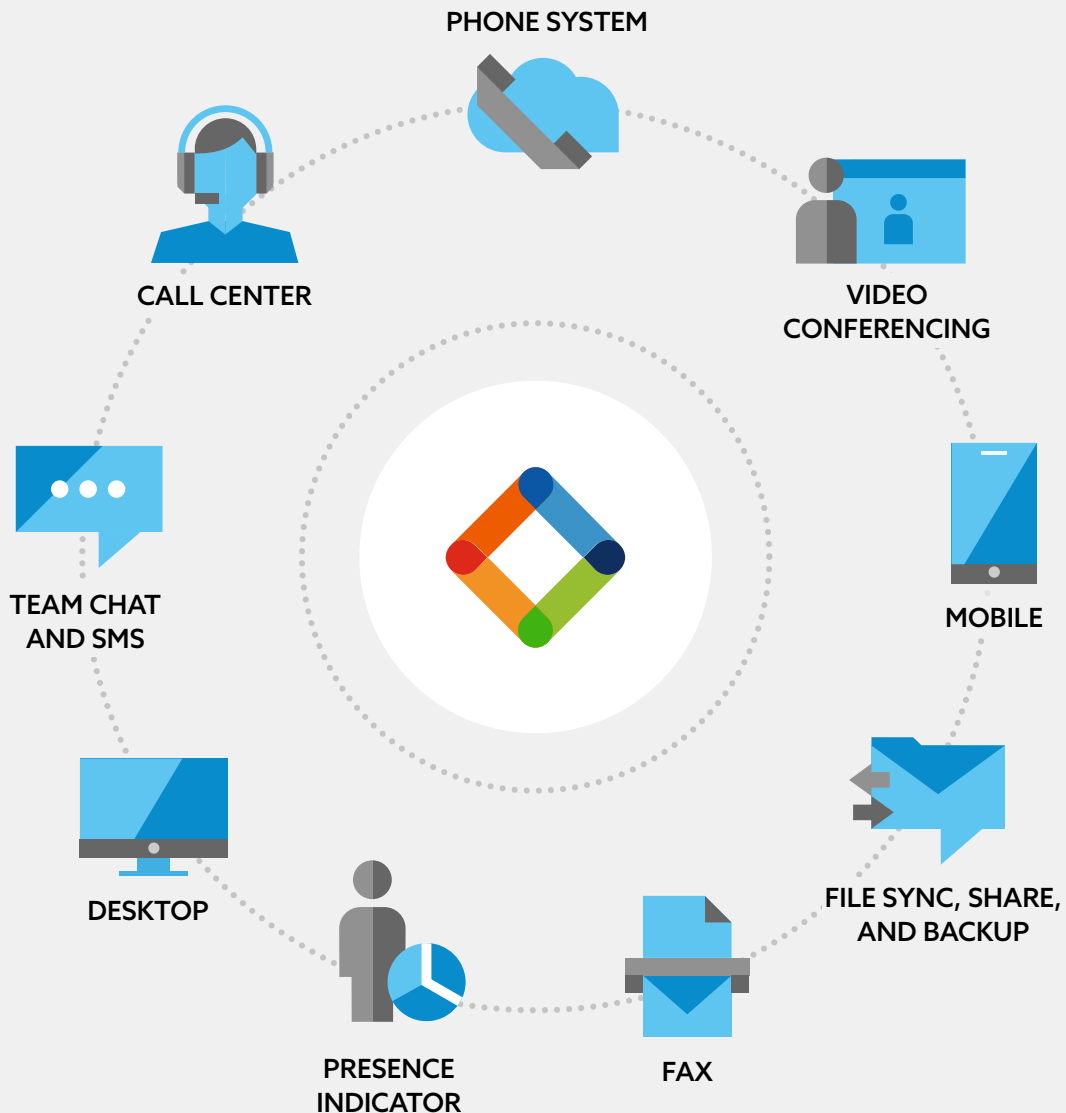 PHONE SYSTEM
CALL CENTER
VIDEO
CONFERENCING
TEAM CHAT
AND SMS
MOBILE
DESKTOP
FILE SYNC, SHARE,
AND BACKUP
PRESENCE
INDICATOR
FAX